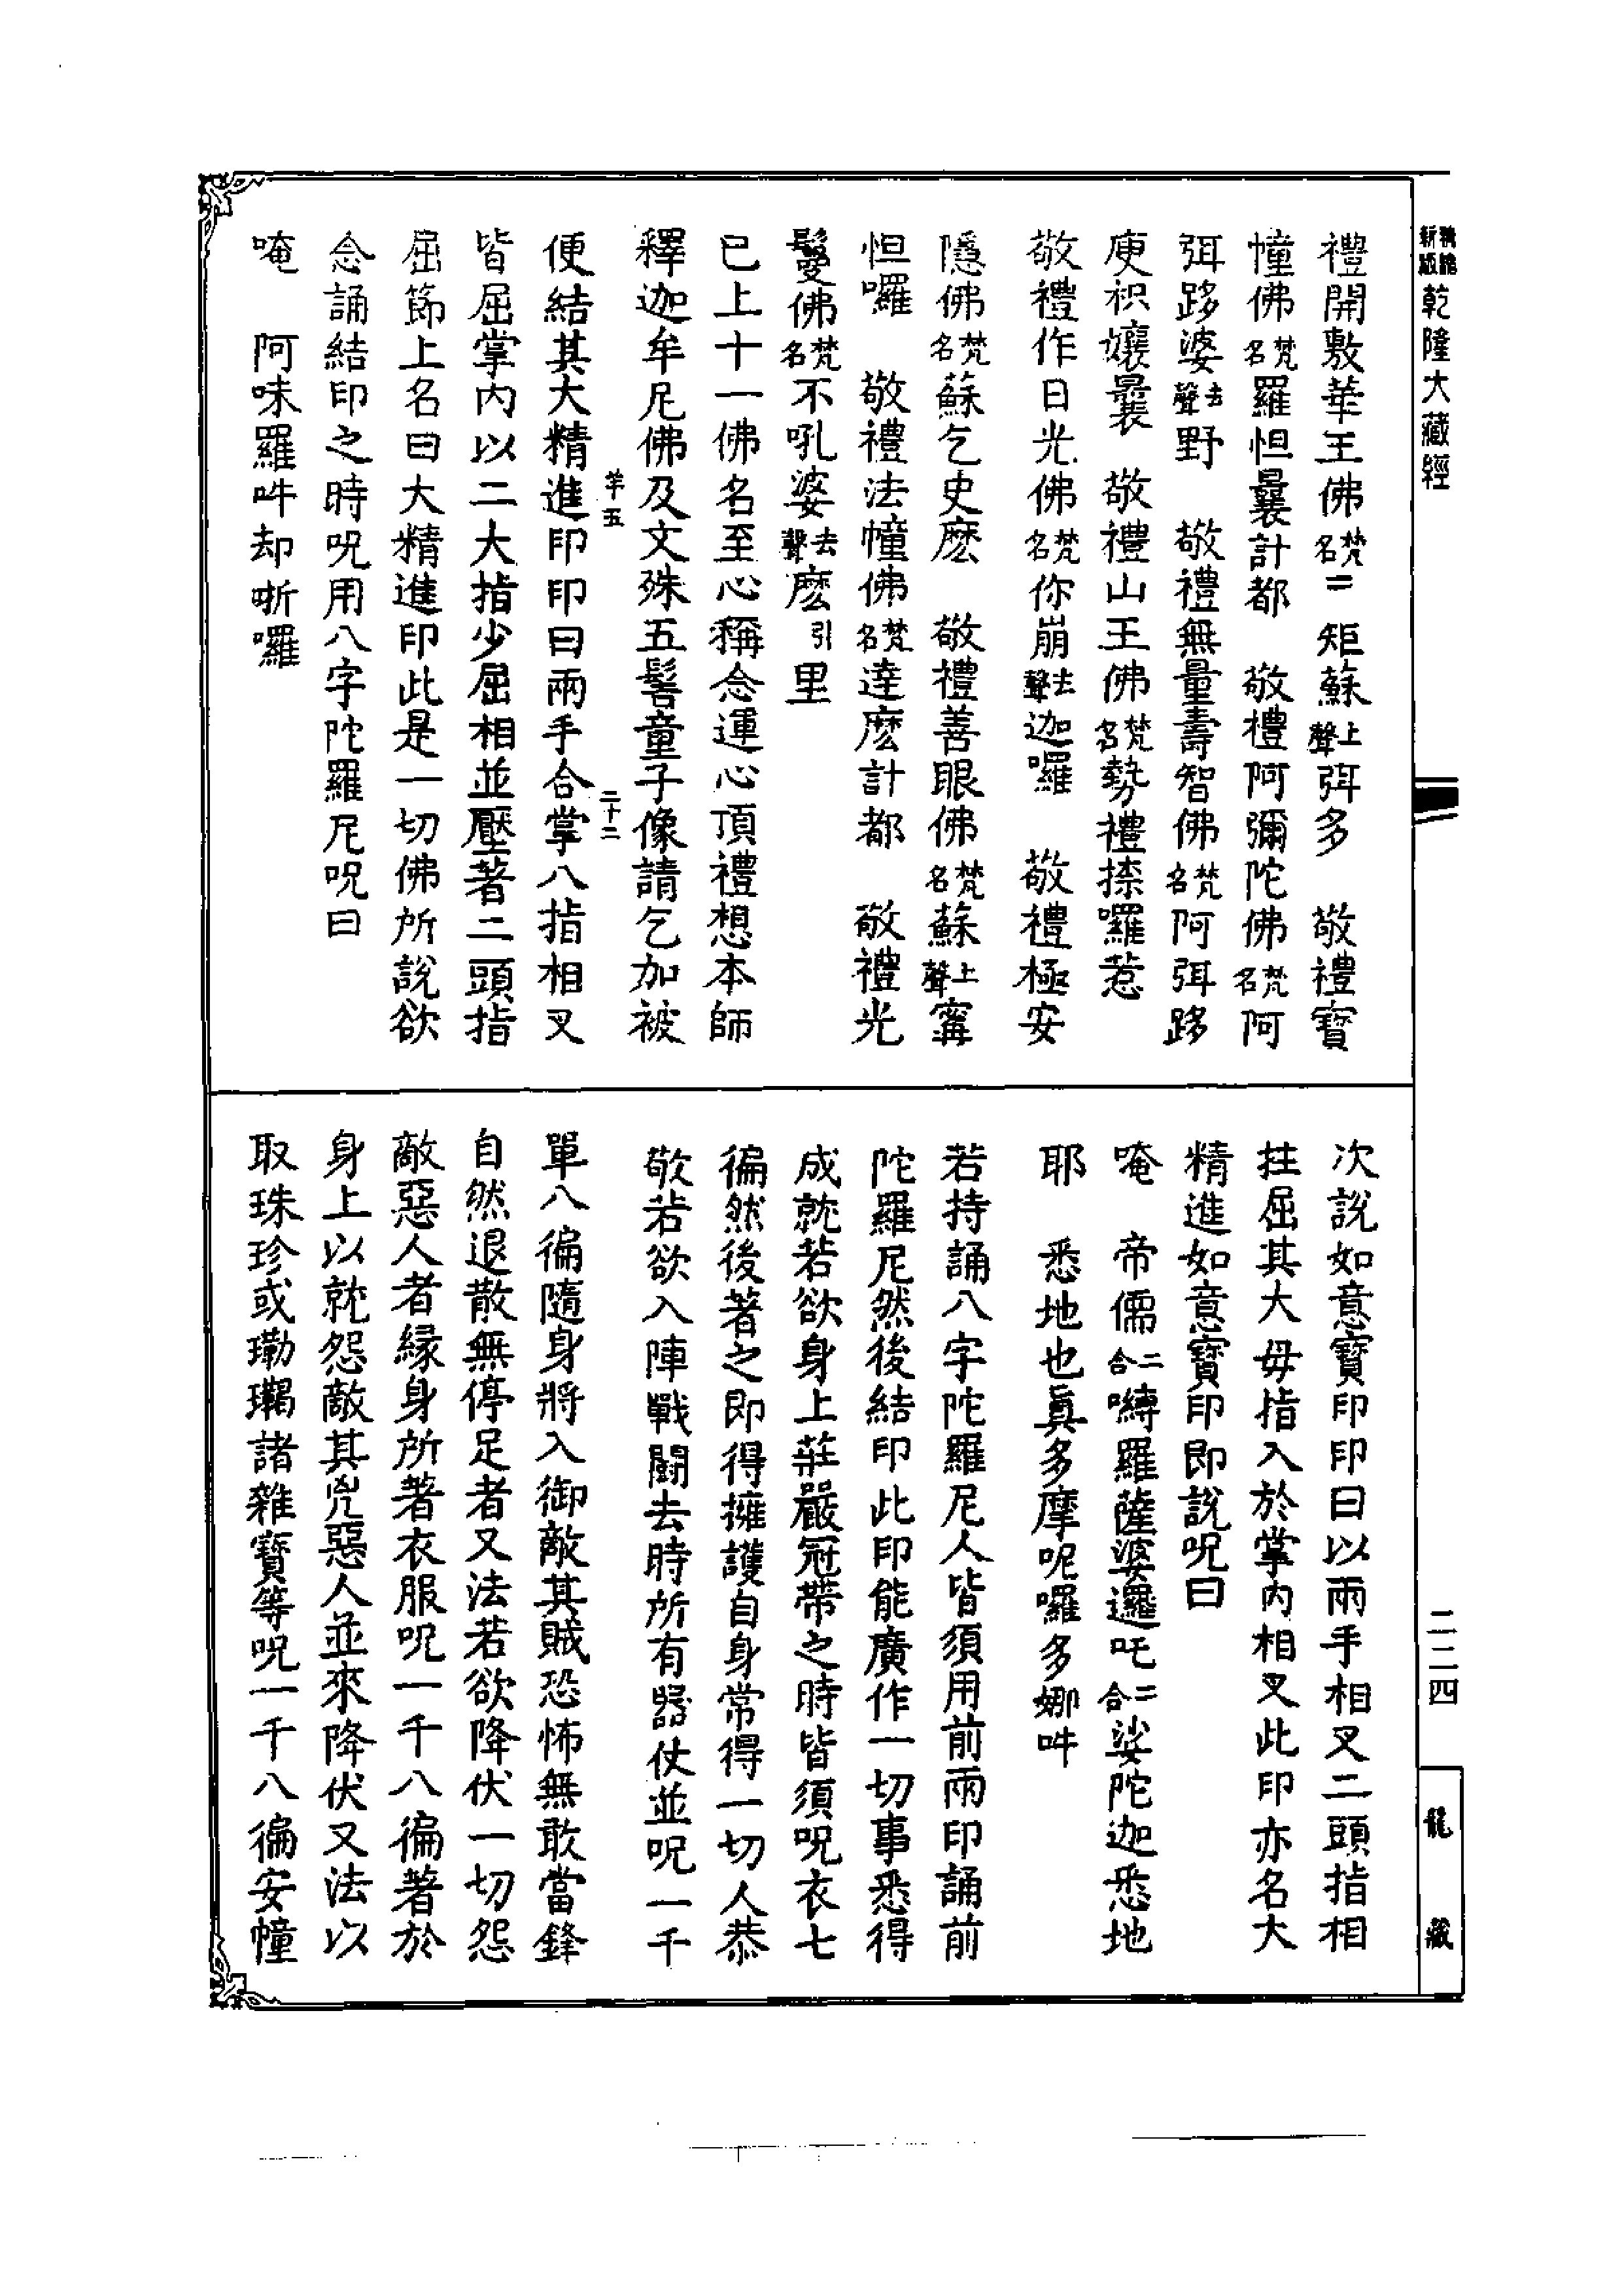 新版乾隆大藏經
禮開敷華王佛梵名二矩蘇上聲弭多　敬禮寶
幢佛梵名羅怛曩計都　敬禮阿彌陀佛梵名阿
弭跢婆去聲野　敬禮無量壽智佛梵名阿弭跢
庾枳孃曩　敬禮山王佛梵名勢禮捺囉惹
敬禮作日光佛梵名你崩去聲迦囉　敬禮極安
隱佛梵名蘇乞史麼　敬禮善眼佛梵名蘇上聲寗
怛囉　敬禮法幢佛梵名達麼計都　敬禮光
鬘佛梵名不吼婆去聲麼引里
已上十一佛名至心稱念運心頂禮想本師
釋迦牟尼佛及文殊五髻童子像請乞加被
羊五　二十二
便結其大精進印印曰兩手合掌八指相叉
皆屈掌內以二大指少屈相並壓著二頭指
屈節上名曰大精進印此是一切佛所說欲
念誦結印之時呪用八字陀羅尼呪曰
唵　阿味羅吽却哳囉
次說如意寶印印曰以兩手相叉二頭指相
拄屈其大毋指入於掌內相叉此印亦名大
精進如意寶印即說呪曰
唵　帝儒二合嚩羅薩婆邏吒二合娑陀迦悉地
耶　悉地也真多摩呢囉多娜吽
若持誦八字陀羅尼人皆須用前兩印誦前
陀羅尼然後結印此印能廣作一切事悉得
成就若欲身上莊嚴冠帶之時皆須呪衣七
徧然後著之即得擁護自身常得一切人恭
敬若欲入陣戰鬪去時所有器仗並呪一千
單八徧隨身將入御敵其賊恐怖無敢當鋒
自然退散無停足者又法若欲降伏一切怨
敵惡人者緣身所著衣服呪一千八徧著於
身上以就怨敵其兇惡人並來降伏又法以
取珠珍或瓈瓓諸雜寶等呪一千八徧安幢
二二四
龍藏